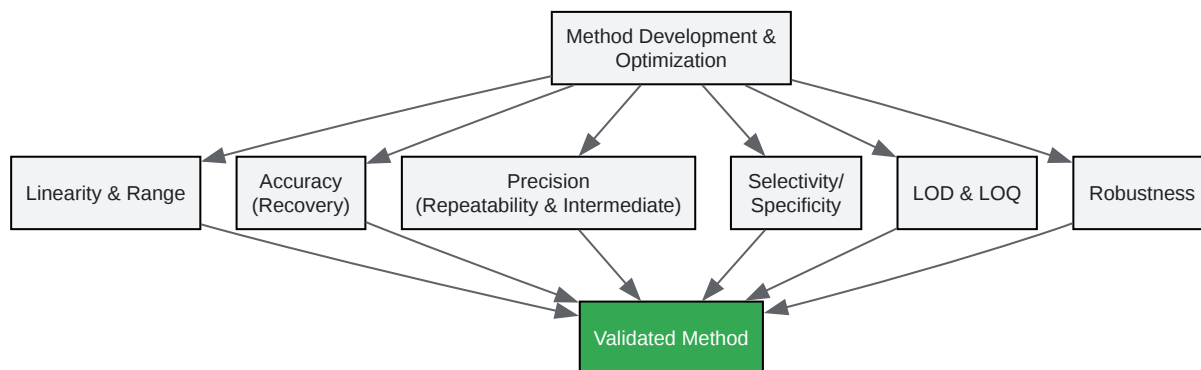 Method Development &
Optimization
Linearity & Range
Accuracy
(Recovery)
Precision
(Repeatability & Intermediate)
Selectivity/
Specificity
LOD & LOQ
Robustness
Validated Method